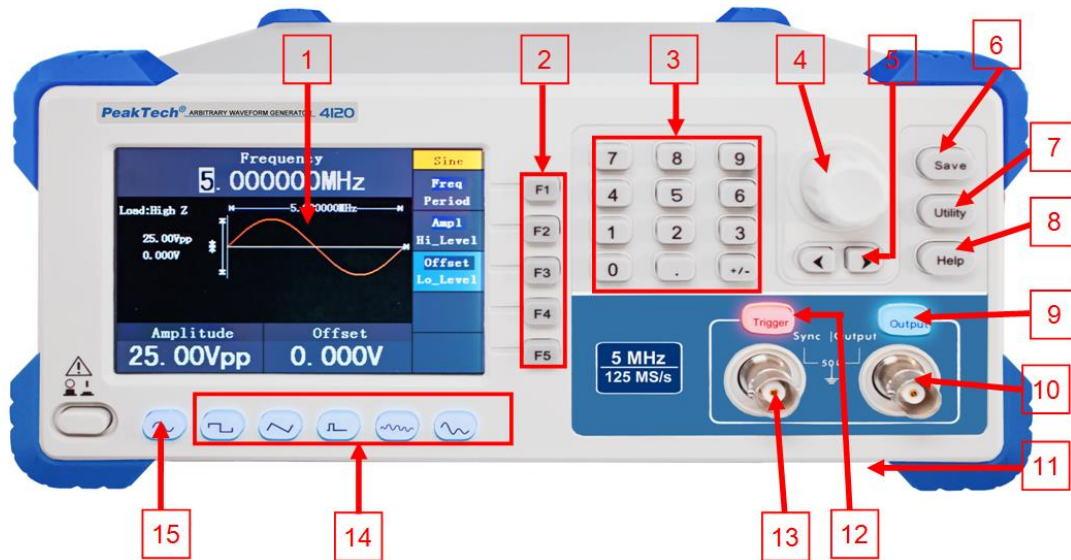 1
2
3
4
5
6
PeakTech® ARBITRARY WAVEFORM GENERATOR 4120
Frequency
5.000000MHz
Sine
Load:High Z
5.000000MHz
Freq
Period
25.00Vpp
0.000V
Ampl
Hi_Level
Offset
Lo_Level
Amplitude
25.00Vpp
Offset
0.000V
F1
F2
F3
F4
F5
7 8 9
4 5 6
1 2 3
0 . +/-
Save
Utility
Help
7
8
Trigger
Output
9
Sync | Output
50Ω
5 MHz
125 MS/s
10
11
15
14
13
12